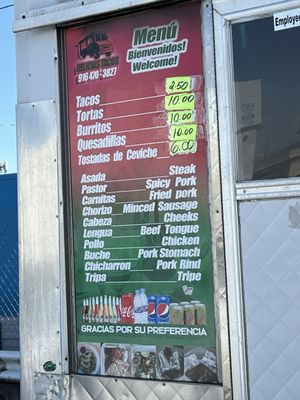 Employee
Menú
Bienvenidos!
Welcome!
DELICIAS TACOS
916 470-3827
Tacos 2.50
Tortas 10.00
Burritos 10.00
Quesadillas 10.00
Tostadas de Ceviche 6.00
Asada Steak
Pastor Spicy Pork
Carnitas Fried pork
Chorizo Minced Sausage
Cabeza Cheeks
Lengua Beef Tongue
Pollo Chicken
Buche Pork Stomach
Chicharron Pork Rind
Tripa Tripe
GRACIAS POR SU PREFERENCIA